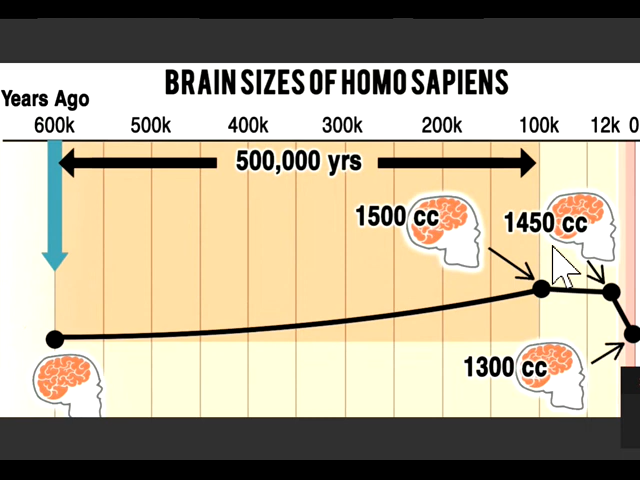 BRAIN SIZES OF HOMO SAPIENS
Years Ago
600k 500k 400k 300k 200k 100k 12k 0
500,000 yrs
1500 cc
1450 cc
1300 cc